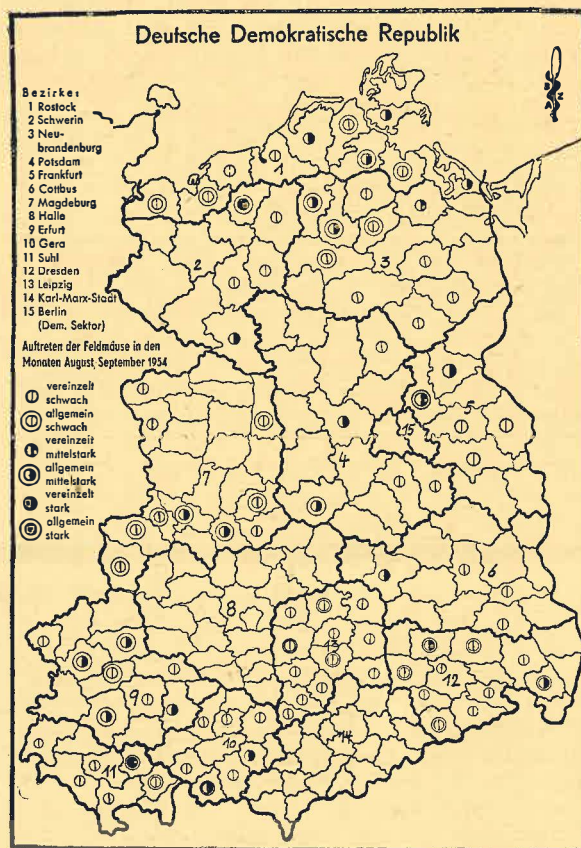 Deutsche Demokratische Republik
Bezirke:
1 Rostock
2 Schwerin
3 Neu-
brandenburg
4 Potsdam
5 Frankfurt
6 Cottbus
7 Magdeburg
8 Halle
9 Erfurt
10 Gera
11 Suhl
12 Dresden
13 Leipzig
14 Karl-Marx-Stadt
15 Berlin
(Dem. Sektor)
Auftreten der Feldmäuse in den
Monaten August, September 1954
vereinzelt
schwach
allgemein
schwach
vereinzelt
mittelstark
allgemein
mittelstark
vereinzelt
stark
allgemein
stark
1
2
3
5
15
4
7
6
8
13
12
9
10
14
11